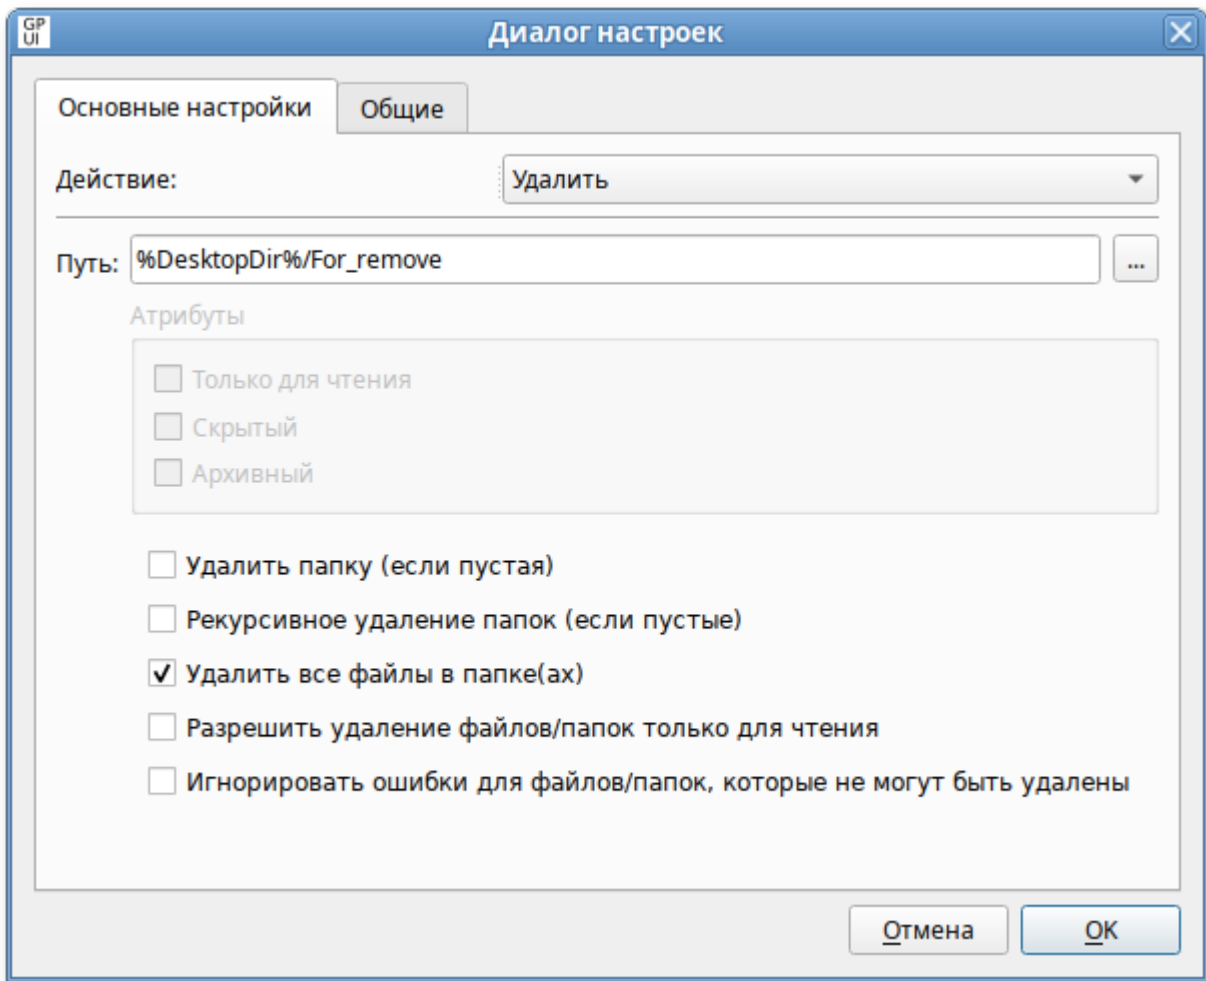 GP
UI
Диалог настроек
Основные настройки
Общие
Действие:
Удалить
Путь:
%DesktopDir%/For_remove
...
Атрибуты
Только для чтения
Скрытый
Архивный
Удалить папку (если пустая)
Рекурсивное удаление папок (если пустые)
Удалить все файлы в папке(ах)
Разрешить удаление файлов/папок только для чтения
Игнорировать ошибки для файлов/папок, которые не могут быть удалены
Отмена
OK